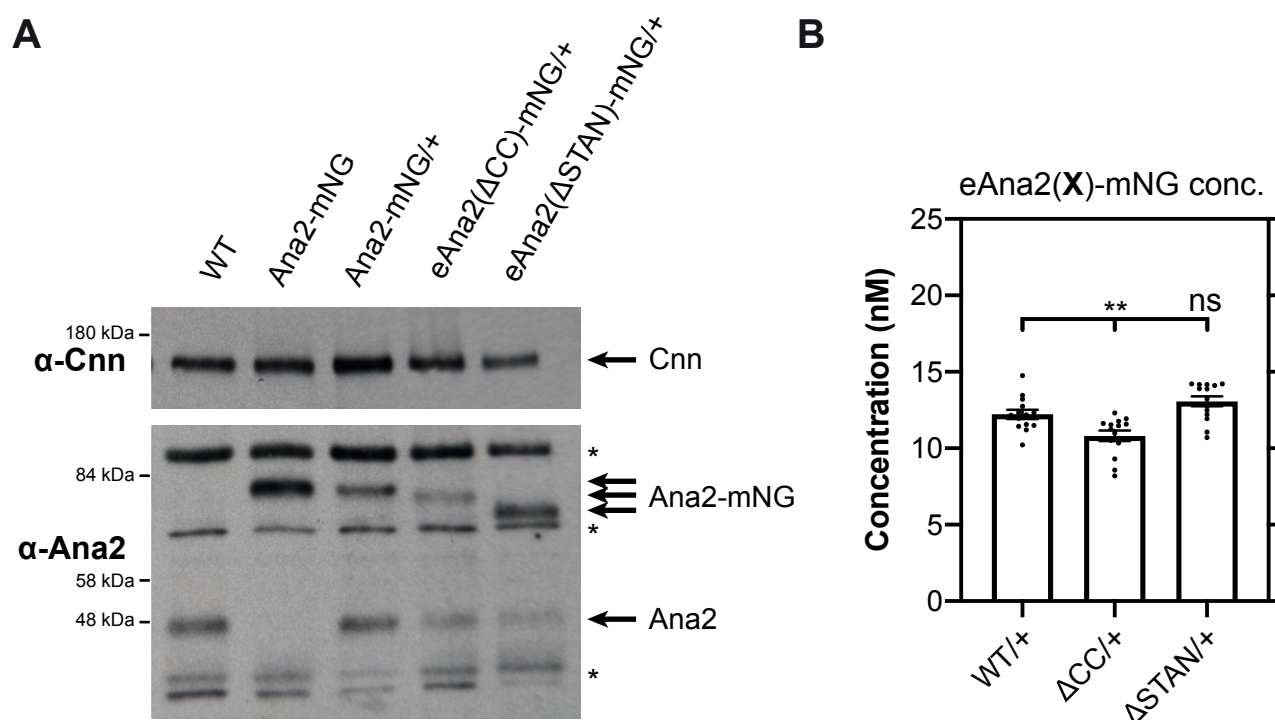 A
WT
Ana2-mNG
Ana2-mNG/+
eAna2(ΔCC)-mNG/+
eAna2(ΔSTAN)-mNG/+
180 kDa
α-Cnn
Cnn
*
84 kDa
Ana2-mNG
*
α-Ana2
58 kDa
48 kDa
Ana2
*
B
eAna2(X)-mNG conc.
Concentration (nM)
25
20
15
10
5
0
**
ns
WT/+
ΔCC/+
ΔSTAN/+